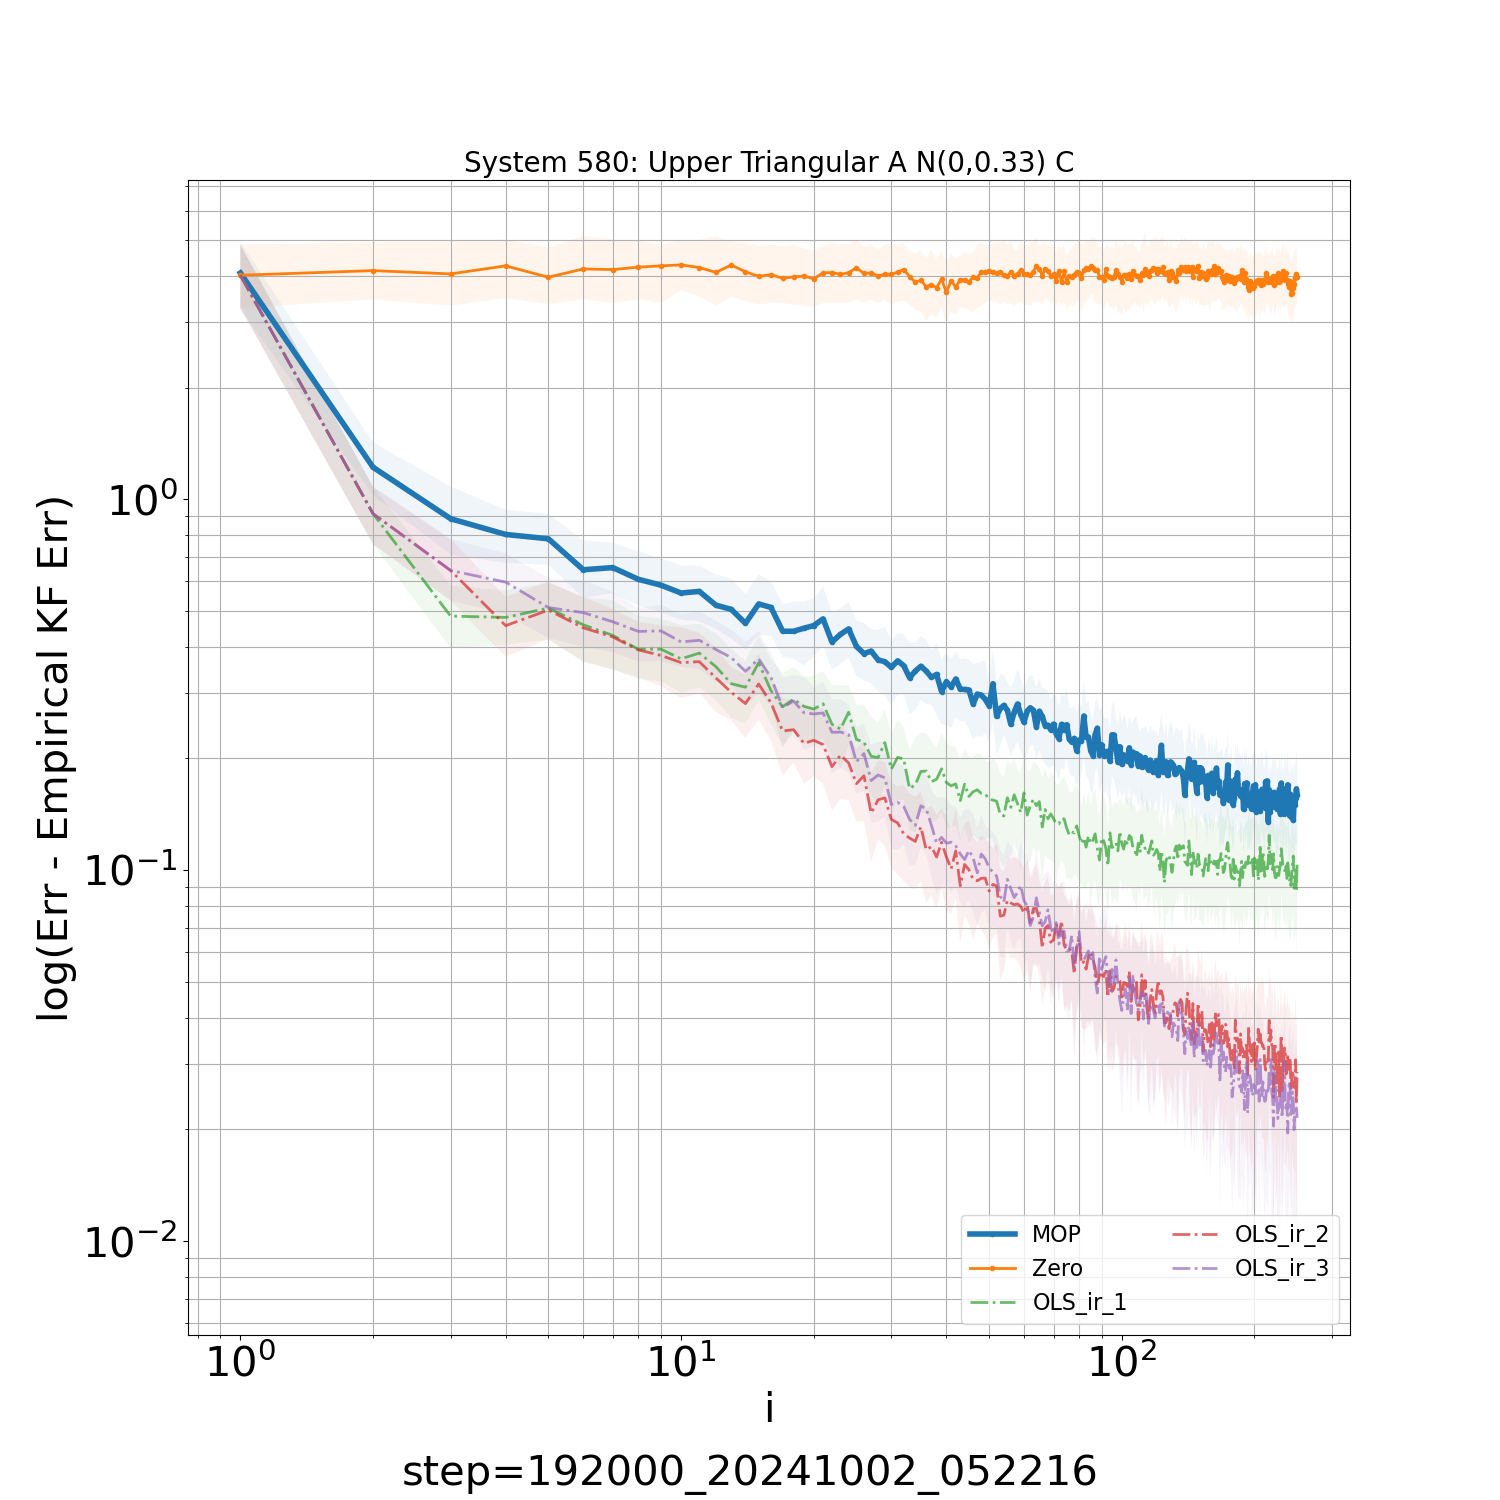 System 580: Upper Triangular A N(0,0.33) C
log(Err - Empirical KF Err)
10⁰
10⁻¹
10⁻²
MOP
Zero
OLS_ir_1
OLS_ir_2
OLS_ir_3
10⁰ 10¹ 10²
i
step=192000_20241002_052216